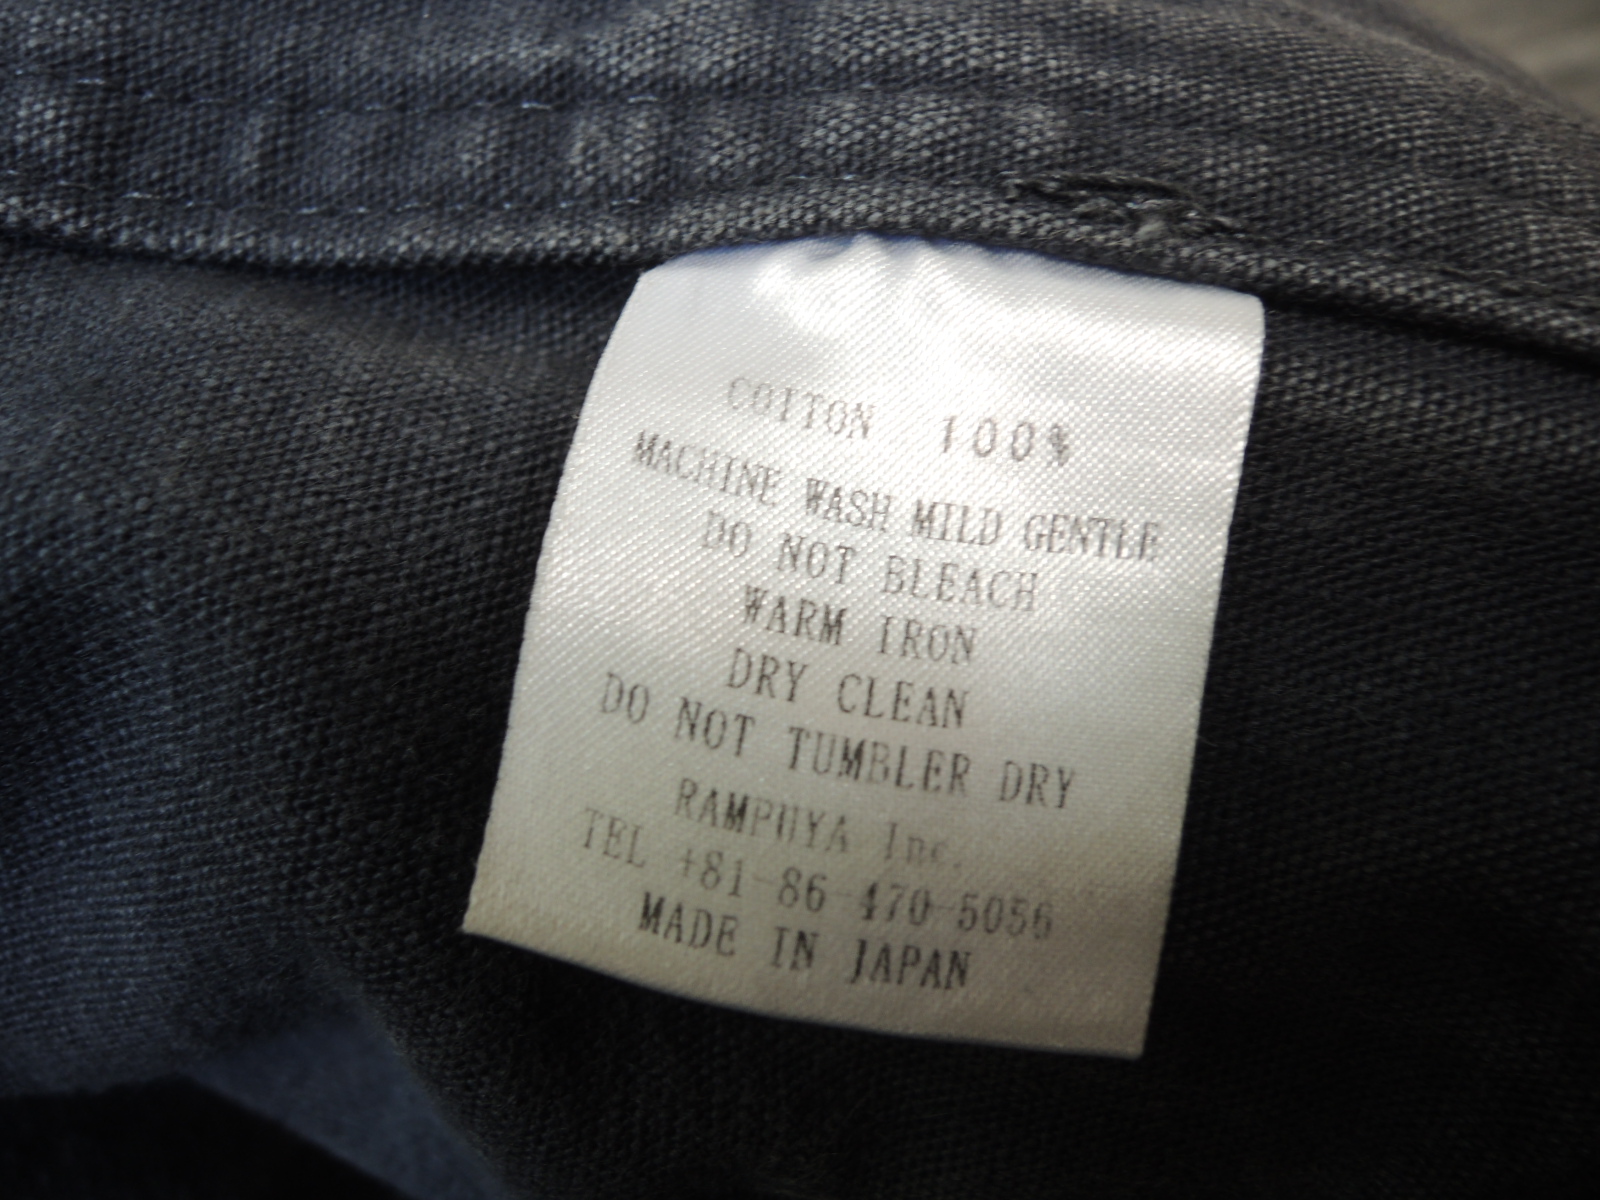 COTTON 100%
MACHINE WASH MILD GENTLE
DO NOT BLEACH
WARM IRON
DRY CLEAN
DO NOT TUMBLER DRY
RAMPUYA Inc.
TEL +81-86-470-5056
MADE IN JAPAN